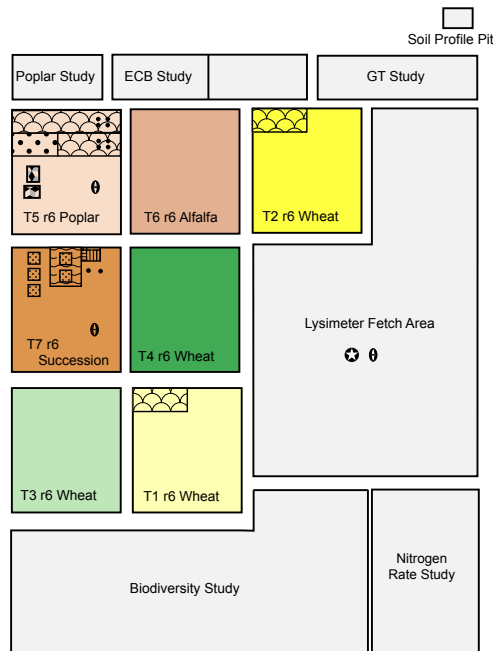 Soil Profile Pit
Poplar Study
ECB Study
GT Study
T5 r6 Poplar
T6 r6 Alfalfa
T2 r6 Wheat
T7 r6
Succession
T4 r6 Wheat
Lysimeter Fetch Area
T3 r6 Wheat
T1 r6 Wheat
Biodiversity Study
Nitrogen
Rate Study